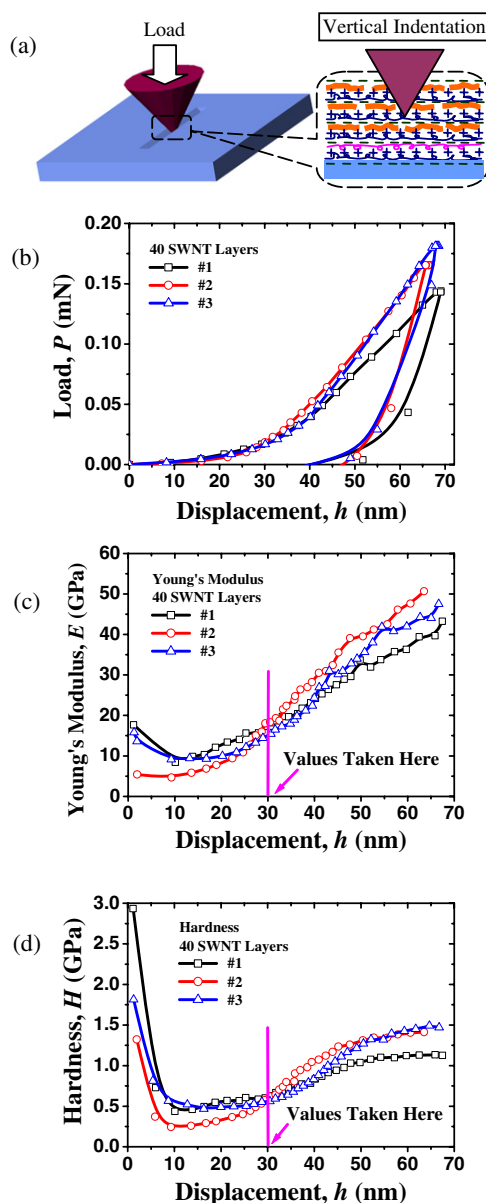 (a)
Load
Vertical Indentation
(b)
40 SWNT Layers
#1
#2
#3
Load, P (mN)
0.20
0.15
0.10
0.05
0.00
0 10 20 30 40 50 60 70
Displacement, h (nm)
(c)
Young's Modulus
40 SWNT Layers
#1
#2
#3
Young's Modulus, E (GPa)
60
50
40
30
20
10
0
Values Taken Here
0 10 20 30 40 50 60 70
Displacement, h (nm)
(d)
Hardness
40 SWNT Layers
#1
#2
#3
Hardness, H (GPa)
3.0
2.5
2.0
1.5
1.0
0.5
0.0
Values Taken Here
0 10 20 30 40 50 60 70
Displacement, h (nm)